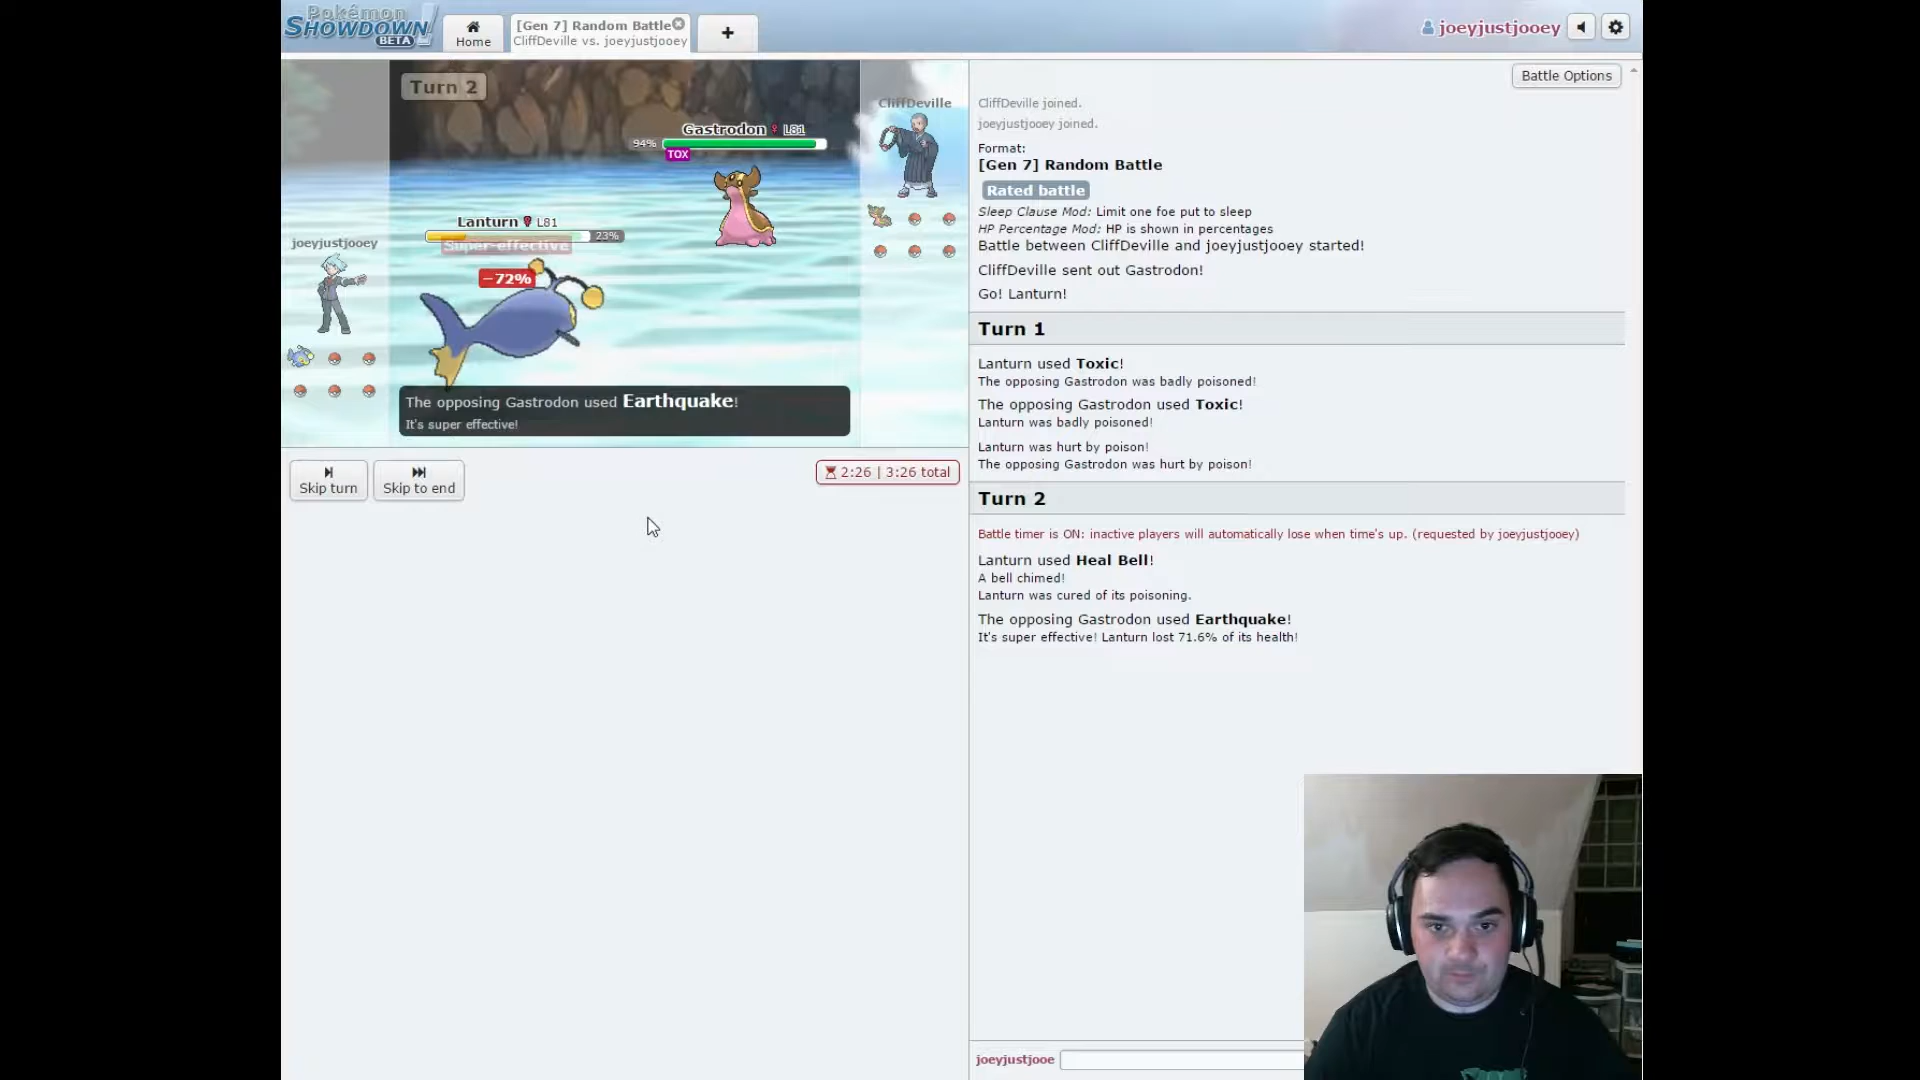 Pokémon
SHOWDOWN!
BETA
Home
[Gen 7] Random Battle
CliffDeville vs. joeyjustjooey
+
joeyjustjooey
Turn 2
CliffDeville
Gastrodon L81
94%
TOX
Lanturn L81
23%
Super-effective
−72%
joeyjustjooey
The opposing Gastrodon used Earthquake!
It's super effective!
Skip turn
Skip to end
2:26 | 3:26 total
Battle Options
CliffDeville joined.
joeyjustjooey joined.
Format:
[Gen 7] Random Battle
Rated battle
Sleep Clause Mod: Limit one foe put to sleep
HP Percentage Mod: HP is shown in percentages
Battle between CliffDeville and joeyjustjooey started!
CliffDeville sent out Gastrodon!
Go! Lanturn!
Turn 1
Lanturn used Toxic!
The opposing Gastrodon was badly poisoned!
The opposing Gastrodon used Toxic!
Lanturn was badly poisoned!
Lanturn was hurt by poison!
The opposing Gastrodon was hurt by poison!
Turn 2
Battle timer is ON: inactive players will automatically lose when time's up. (requested by joeyjustjooey)
Lanturn used Heal Bell!
A bell chimed!
Lanturn was cured of its poisoning.
The opposing Gastrodon used Earthquake!
It's super effective! Lanturn lost 71.6% of its health!
joeyjustjooe